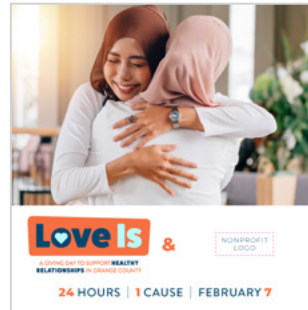 Love Is
&
NONPROFIT
LOGO
A GIVING DAY TO SUPPORT HEALTHY
RELATIONSHIPS IN ORANGE COUNTY
24 HOURS | 1 CAUSE | FEBRUARY 7